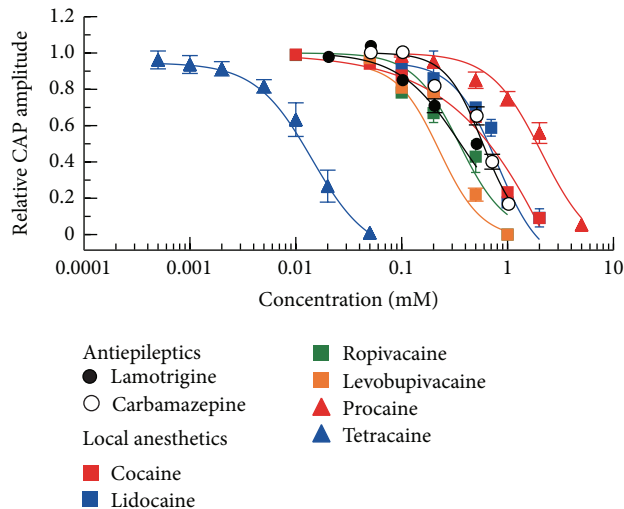 Relative CAP amplitude
1.2
1.0
0.8
0.6
0.4
0.2
0
0.0001
0.001
0.01
0.1
1
10
Concentration (mM)
Antiepileptics
Lamotrigine
Carbamazepine
Local anesthetics
Cocaine
Lidocaine
Ropivacaine
Levobupivacaine
Procaine
Tetracaine